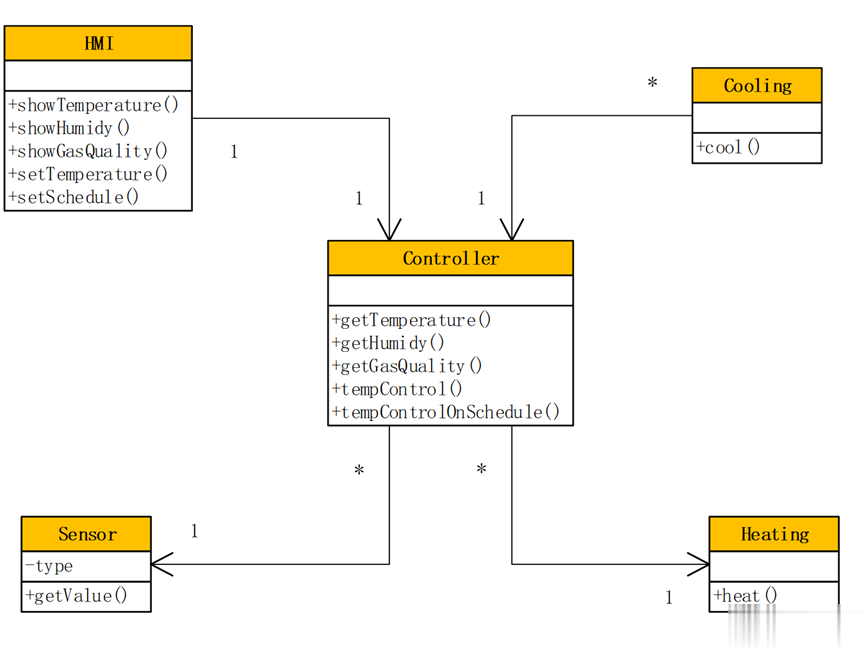 HMI
+showTemperature()
+showHumidy()
+showGasQuality()
+setTemperature()
+setSchedule()
1
1
*
1
Cooling
+cool()
Controller
+getTemperature()
+getHumidy()
+getGasQuality()
+tempControl()
+tempControlOnSchedule()
*
*
1
1
Sensor
-type
+getValue()
Heating
+heat()